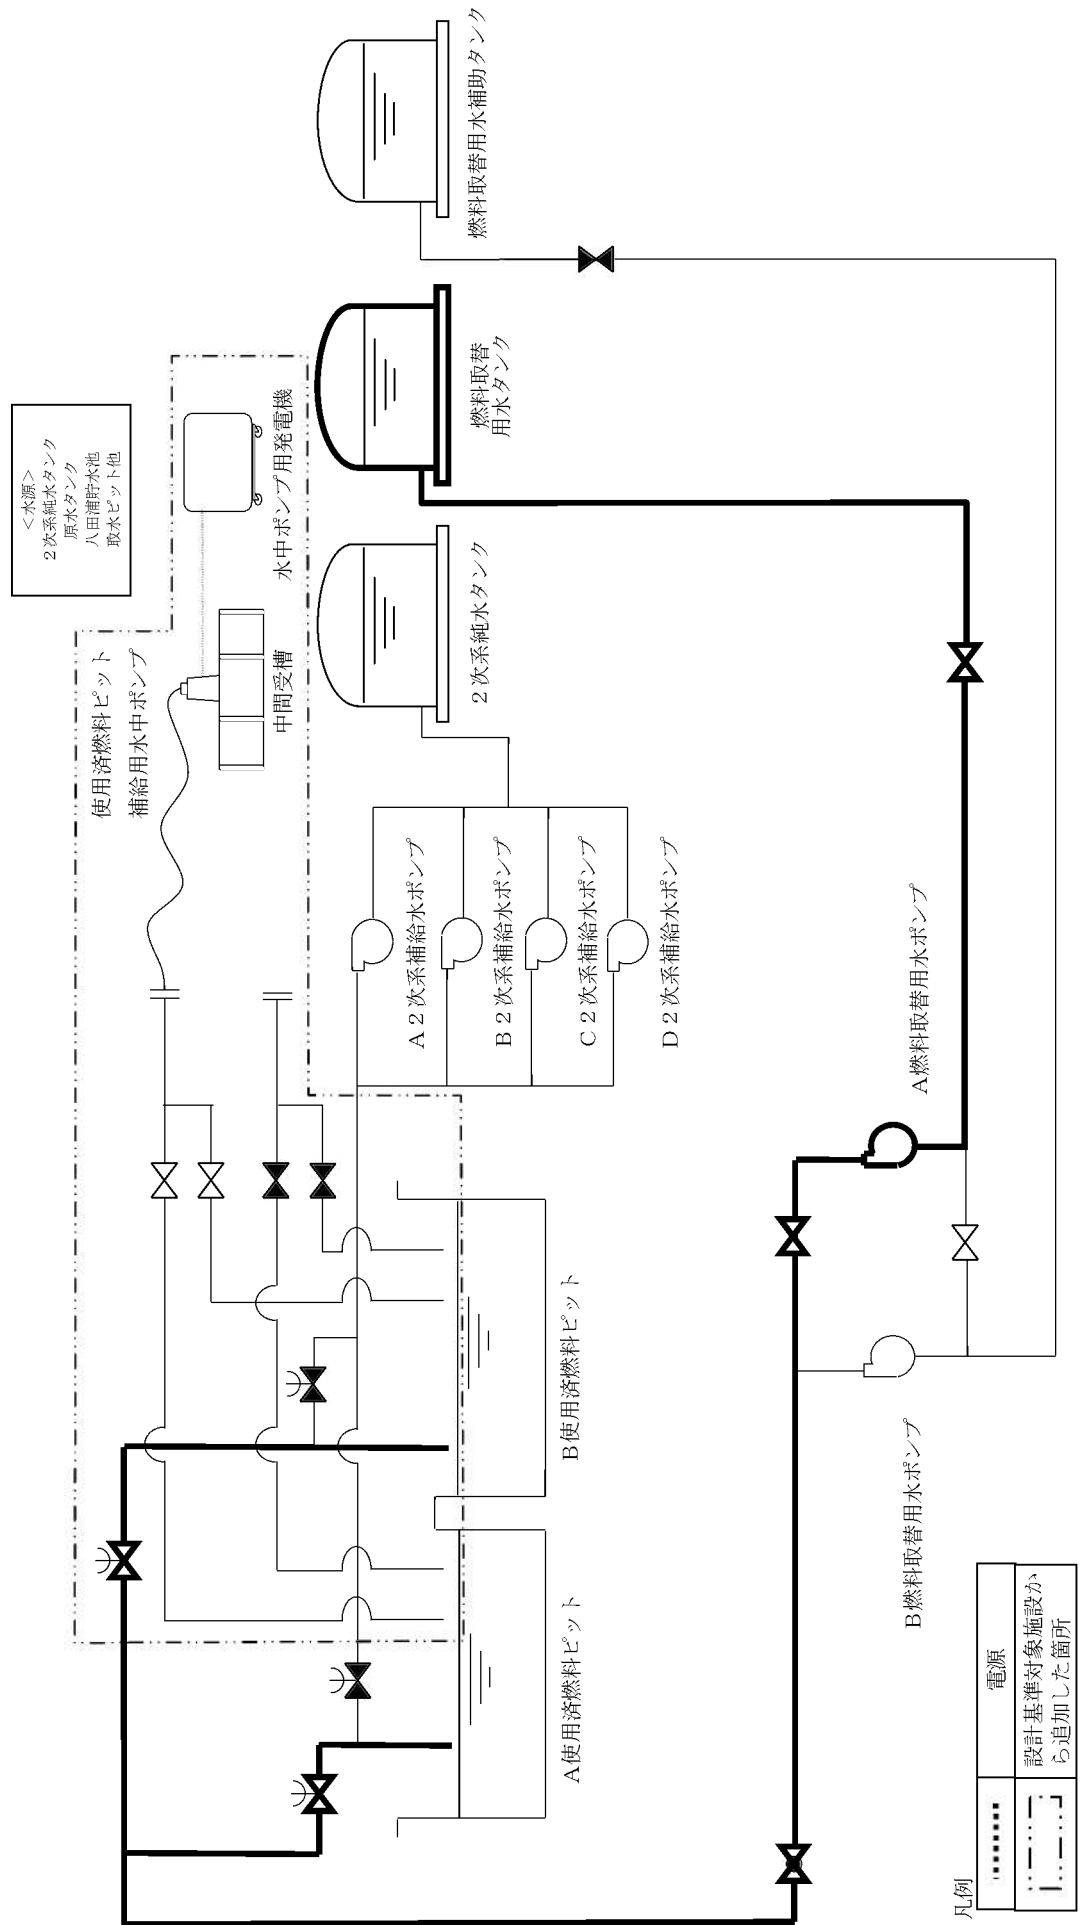 <水源>
2次系純水タンク
原水タンク
八田浦貯水池
取水ピット他
使用済燃料ピット
補給用水中ポンプ
水中ポンプ用発電機
中間受槽
2次系純水タンク
燃料取替
用水タンク
燃料取替用水補助タンク
A2次系補給水ポンプ
B2次系補給水ポンプ
C2次系補給水ポンプ
D2次系補給水ポンプ
A使用済燃料ピット
B使用済燃料ピット
A燃料取替用水ポンプ
B燃料取替用水ポンプ
凡例
電源
設計基準対象施設か
ら追加した箇所